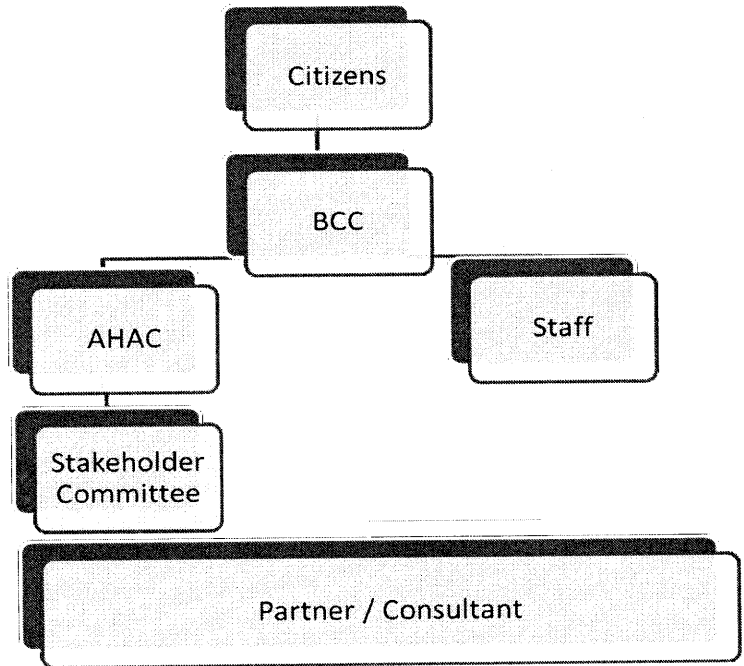 Citizens
BCC
AHAC
Staff
Stakeholder
Committee
Partner / Consultant